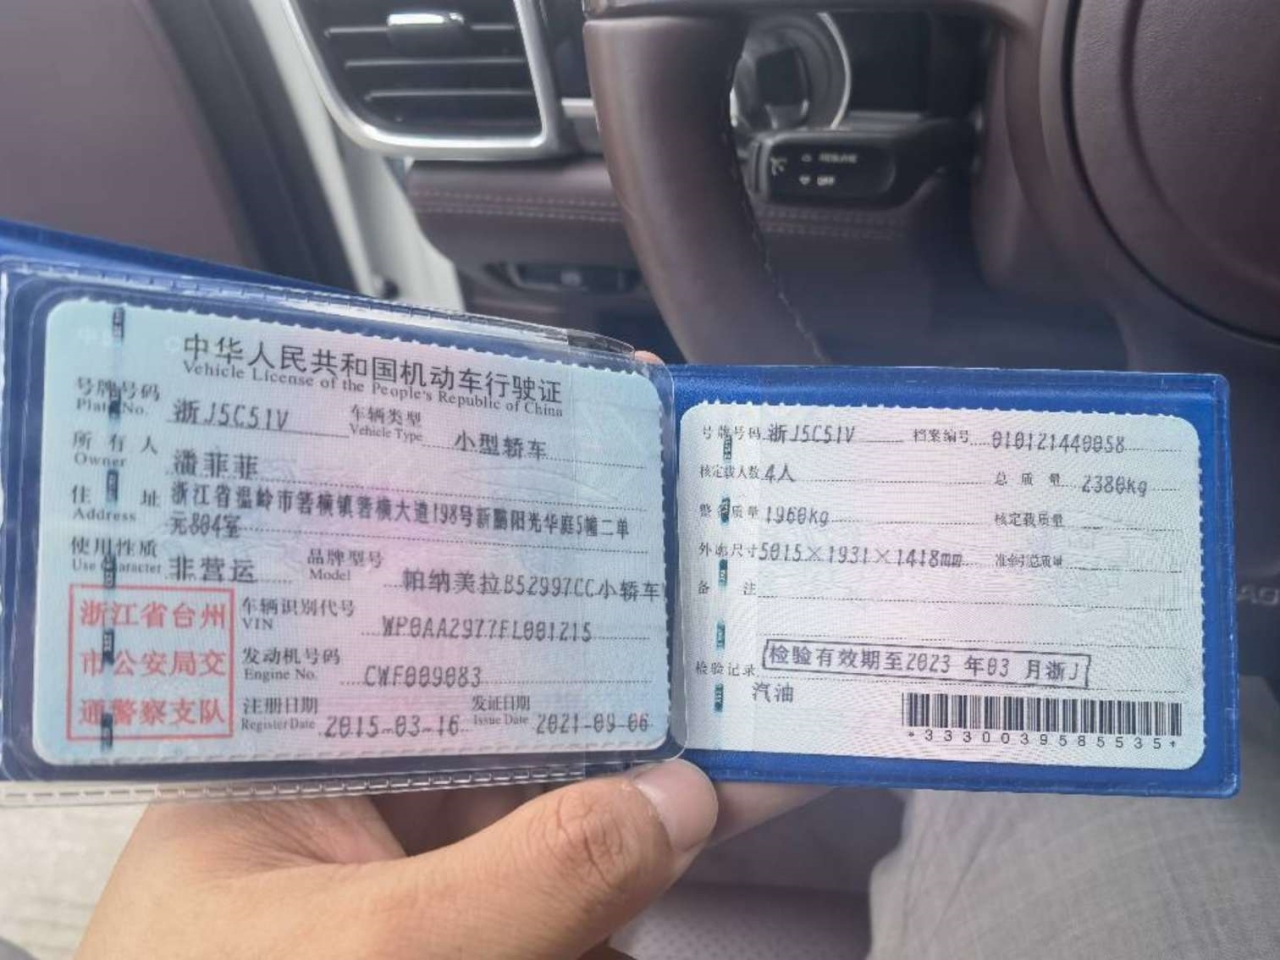 中华人民共和国机动车行驶证
Vehicle License of the People's Republic of China
号牌号码 浙J5C51V 车辆类型 小型轿车
Plate No. Vehicle Type
所有人 潘菲菲
Owner
住址 浙江省温岭市箬横镇箬横大道198号新鹏阳光华庭5幢二单
Address 元804室
使用性质 非营运 品牌型号 帕纳美拉BS2997CC小轿车
Use Character Model
浙江省台州
市公安局交
通警察支队
车辆识别代号 WP0AA2977FL001215
VIN
发动机号码 CWF009083
Engine No.
注册日期 2015-03-16 发证日期 2021-09-06
Register Date Issue Date
号牌号码 浙J5C51V 档案编号 010121440058
核定载人数 4人 总质量 2380kg
整备质量 1960kg 核定载质量
外廓尺寸 5015×1931×1418mm 准牵引总质量
备注
检验记录 检验有效期至2023年03月浙J
汽油
*3330039585535*
RESUME
OFF